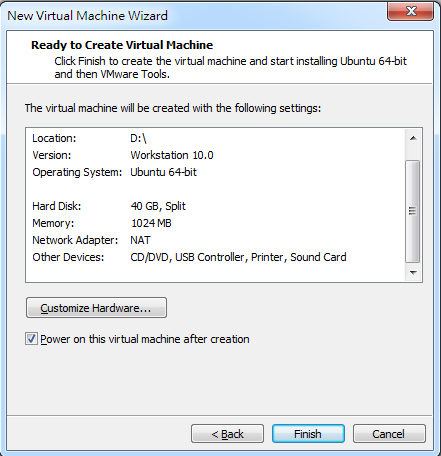 New Virtual Machine Wizard
Ready to Create Virtual Machine
Click Finish to create the virtual machine and start installing Ubuntu 64-bit
and then VMware Tools.
The virtual machine will be created with the following settings:
Location: D:\
Version: Workstation 10.0
Operating System: Ubuntu 64-bit
Hard Disk: 40 GB, Split
Memory: 1024 MB
Network Adapter: NAT
Other Devices: CD/DVD, USB Controller, Printer, Sound Card
Customize Hardware...
Power on this virtual machine after creation
< Back Finish Cancel